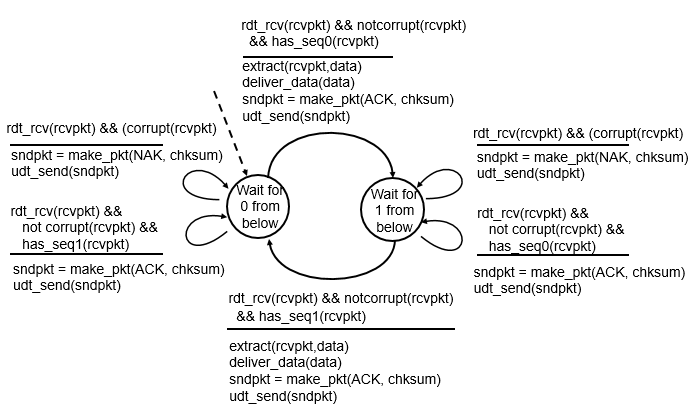 rdt_rcv(rcvpkt) && notcorrupt(rcvpkt)
&& has_seq0(rcvpkt)
extract(rcvpkt,data)
deliver_data(data)
sndpkt = make_pkt(ACK, chksum)
udt_send(sndpkt)
rdt_rcv(rcvpkt) && (corrupt(rcvpkt)
sndpkt = make_pkt(NAK, chksum)
udt_send(sndpkt)
rdt_rcv(rcvpkt) &&
not corrupt(rcvpkt) &&
has_seq1(rcvpkt)
sndpkt = make_pkt(ACK, chksum)
udt_send(sndpkt)
Wait for
0 from
below
Wait for
1 from
below
rdt_rcv(rcvpkt) && (corrupt(rcvpkt)
sndpkt = make_pkt(NAK, chksum)
udt_send(sndpkt)
rdt_rcv(rcvpkt) &&
not corrupt(rcvpkt) &&
has_seq0(rcvpkt)
sndpkt = make_pkt(ACK, chksum)
udt_send(sndpkt)
rdt_rcv(rcvpkt) && notcorrupt(rcvpkt)
&& has_seq1(rcvpkt)
extract(rcvpkt,data)
deliver_data(data)
sndpkt = make_pkt(ACK, chksum)
udt_send(sndpkt)